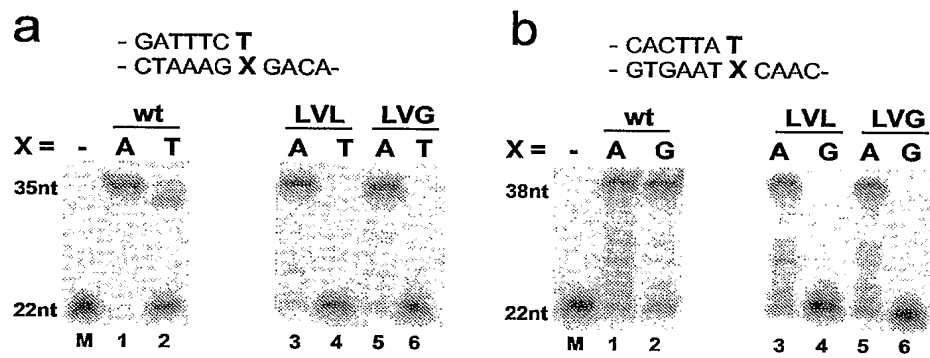 a
- GATTTC T
- CTAAAG X GACA-
wt
LVL
LVG
X = - A T A T A T
35nt
22nt
M 1 2 3 4 5 6
b
- CACTTA T
- GTGAAT X CAAC-
wt
LVL
LVG
X = - A G A G A G
38nt
22nt
M 1 2 3 4 5 6